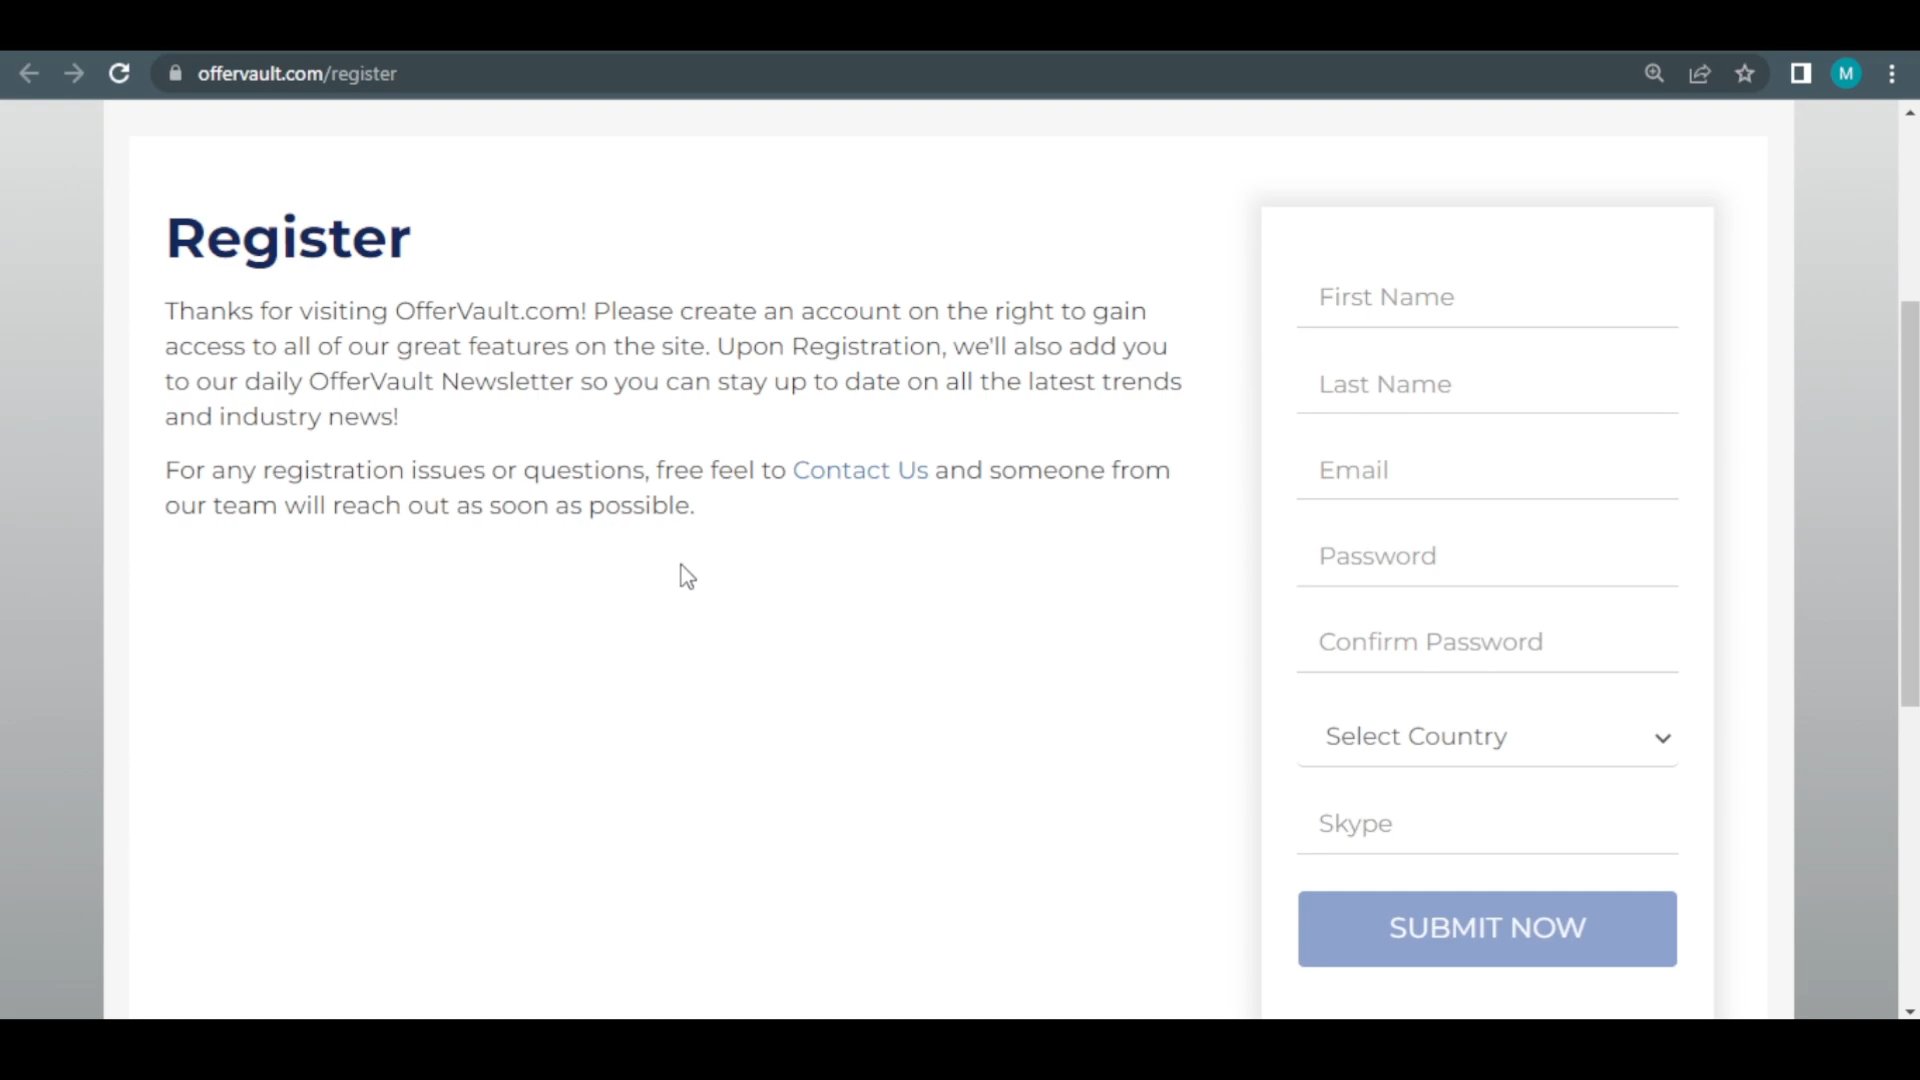 offervault.com/register
M
Register
Thanks for visiting OfferVault.com! Please create an account on the right to gain
access to all of our great features on the site. Upon Registration, we'll also add you
to our daily OfferVault Newsletter so you can stay up to date on all the latest trends
and industry news!
For any registration issues or questions, free feel to Contact Us and someone from
our team will reach out as soon as possible.
First Name
Last Name
Email
Password
Confirm Password
Select Country
Skype
SUBMIT NOW